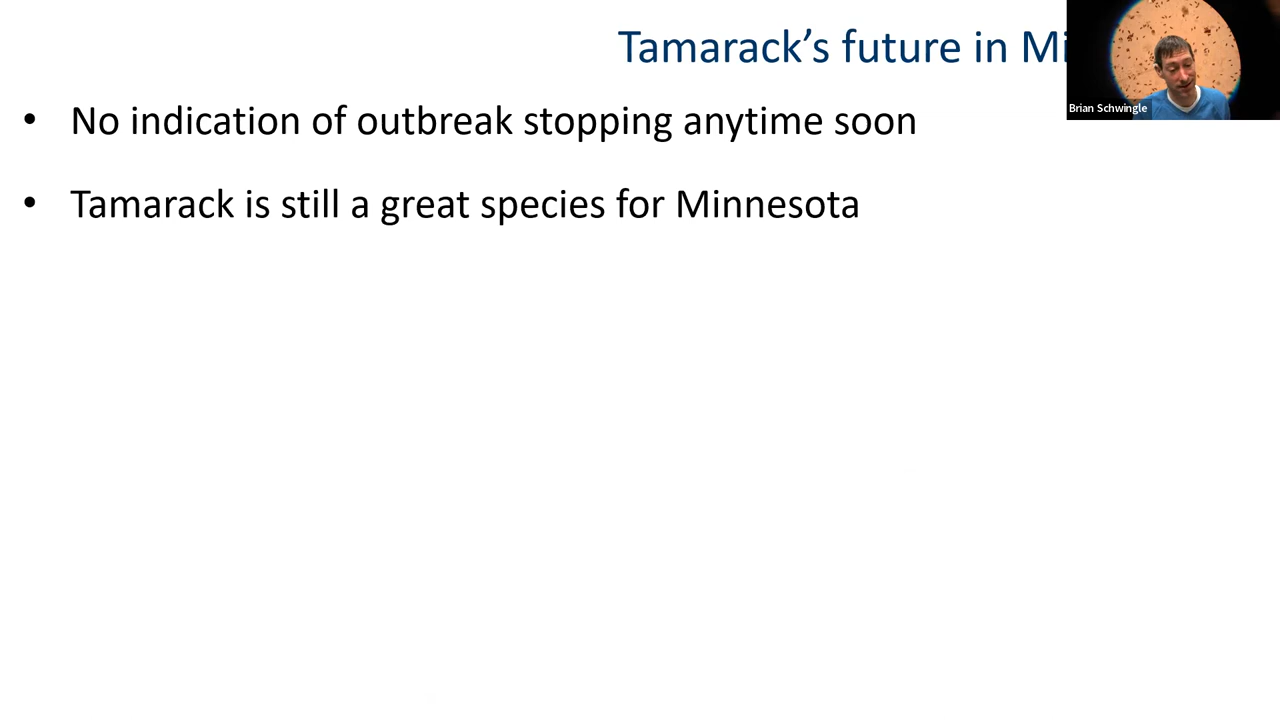 Tamarack's future in Mi
Brian Schwingle
• No indication of outbreak stopping anytime soon
• Tamarack is still a great species for Minnesota